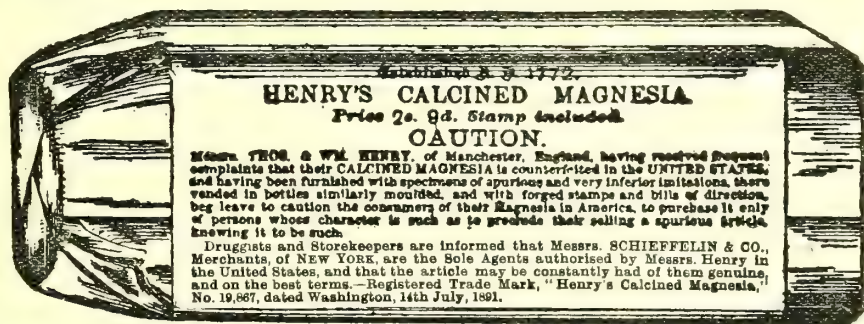 Established A. D. 1772.
HENRY'S CALCINED MAGNESIA.
Price 2s. 9d. Stamp included.
CAUTION.
Messrs. THOS. & WM. HENRY, of Manchester, England, having received frequent
complaints that their CALCINED MAGNESIA is counterfeited in the UNITED STATES,
and having been furnished with specimens of spurious and very inferior imitations, there
vended in bottles similarly moulded, and with forged stamps and bills of direction,
beg leave to caution the consumers of their Magnesia in America, to purchase it only
of persons whose character is such as to preclude their selling a spurious article,
knowing it to be such.
Druggists and Storekeepers are informed that Messrs. SCHIEFFELIN & CO.,
Merchants, of NEW YORK, are the Sole Agents authorised by Messrs. Henry in
the United States, and that the article may be constantly had of them genuine,
and on the best terms.—Registered Trade Mark, "Henry's Calcined Magnesia,"
No. 19,867, dated Washington, 14th July, 1891.